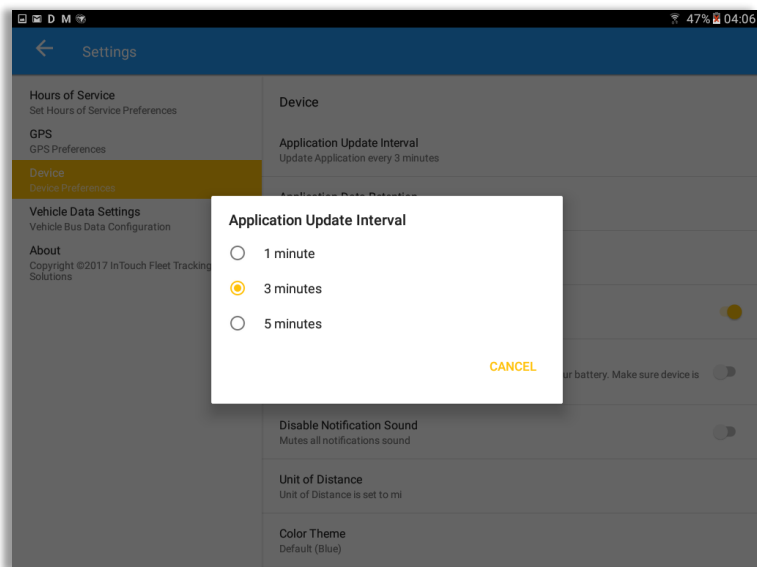 D M 47% 04:06
Settings
Hours of Service
Set Hours of Service Preferences
GPS
GPS Preferences
Device
Device Preferences
Vehicle Data Settings
Vehicle Bus Data Configuration
About
Copyright ©2017 InTouch Fleet Tracking
Solutions
Device
Application Update Interval
Update Application every 3 minutes
Application Data Retention
Application Update Interval
1 minute
3 minutes
5 minutes
CANCEL
ur battery. Make sure device is
Disable Notification Sound
Mutes all notifications sound
Unit of Distance
Unit of Distance is set to mi
Color Theme
Default (Blue)